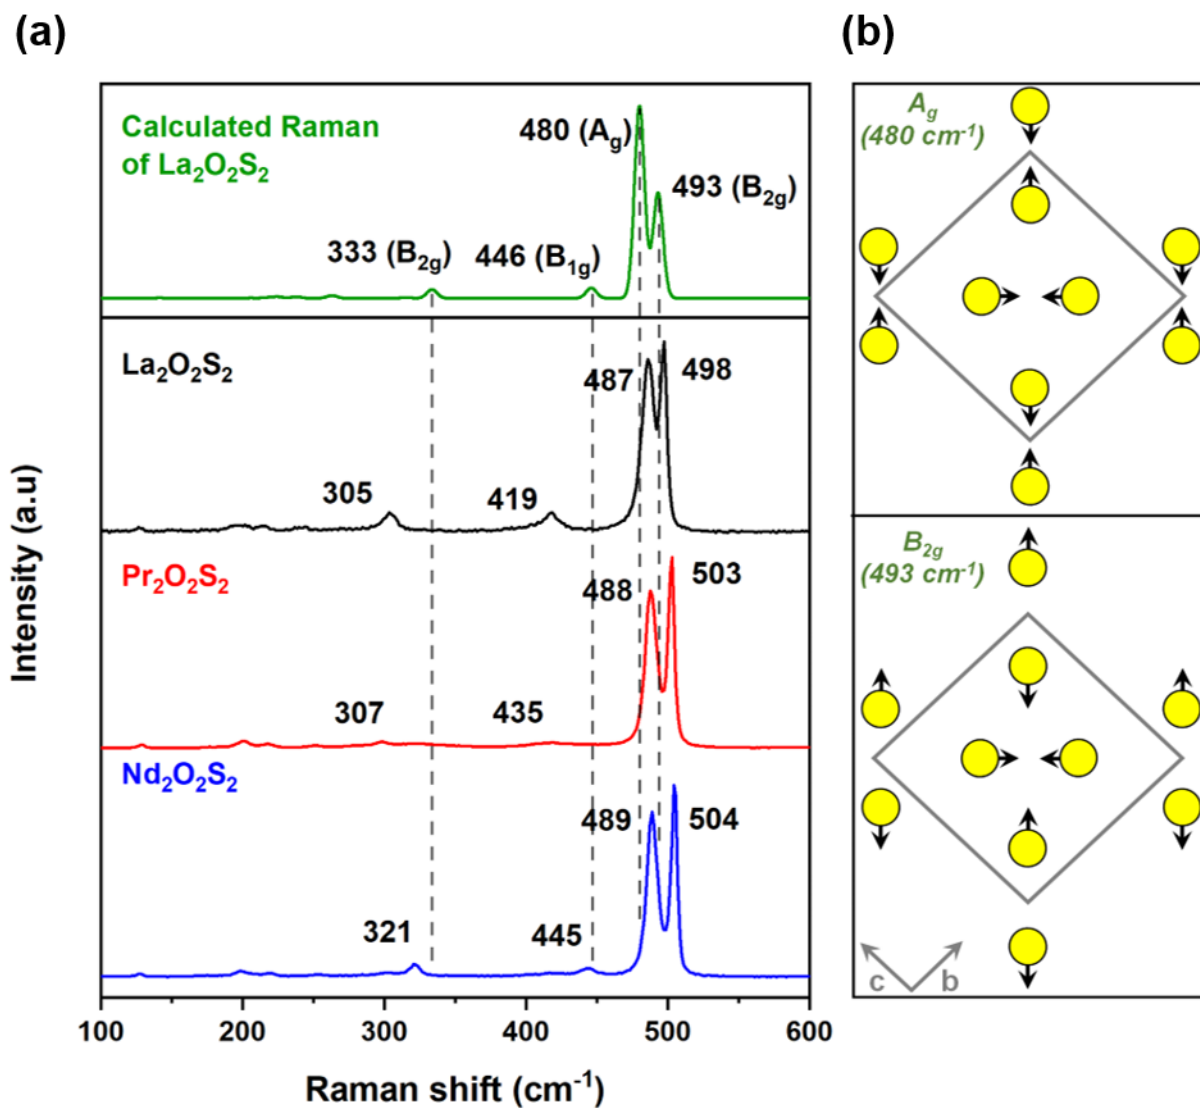 (a)
Calculated Raman
of La₂O₂S₂
480 (Ag)
493 (B₂g)
333 (B₂g)
446 (B₁g)
La₂O₂S₂
487
498
305
419
Pr₂O₂S₂
488
503
307
435
Nd₂O₂S₂
489
504
321
445
Intensity (a.u)
100
200
300
400
500
600
Raman shift (cm⁻¹)
(b)
Ag
(480 cm⁻¹)
B₂g
(493 cm⁻¹)
c
b